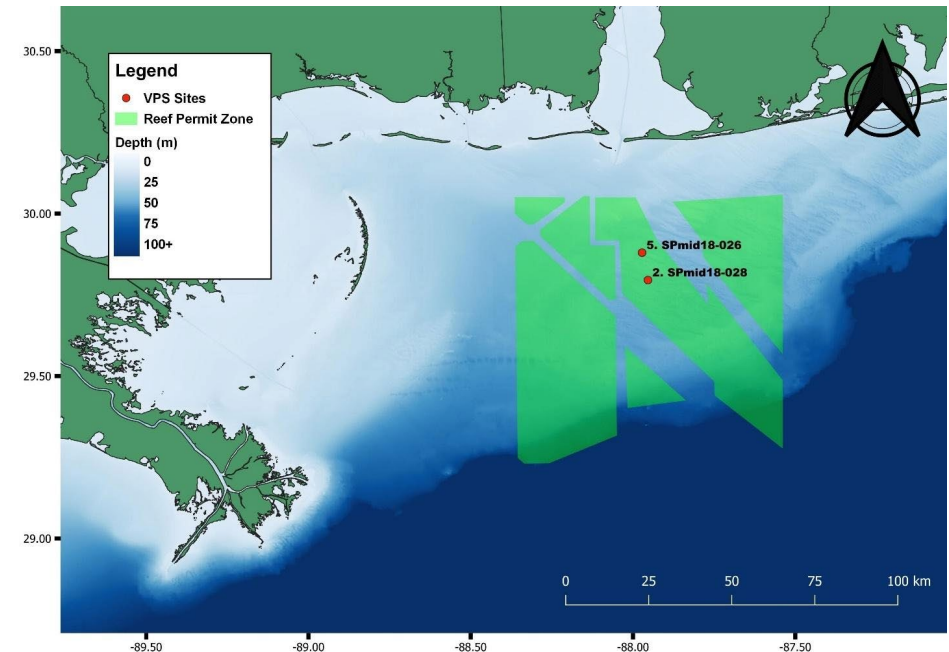 30.50
30.00
29.50
29.00
Legend
VPS Sites
Reef Permit Zone
Depth (m)
0
25
50
75
100+
5. SPmid18-026
2. SPmid18-028
0 25 50 75 100 km
-89.50 -89.00 -88.50 -88.00 -87.50